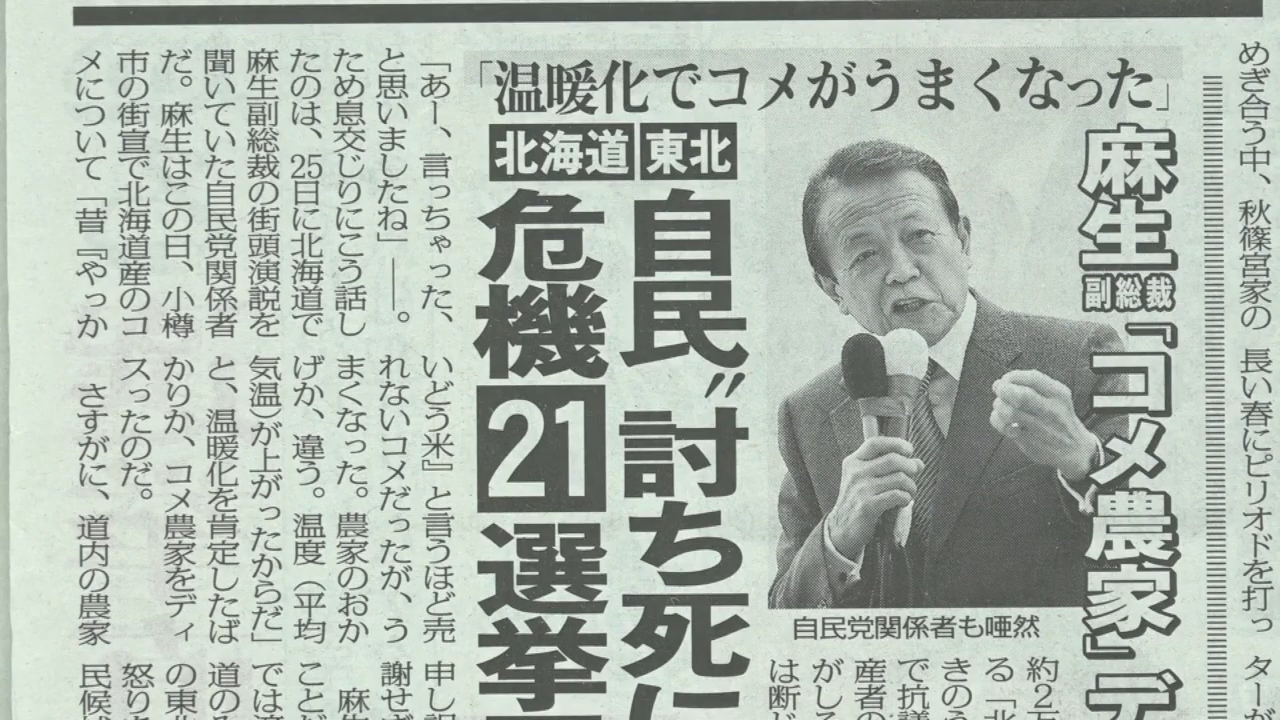 めぎ合う中、秋篠宮家の
長い春にピリオドを打っ
「温暖化でコメがうまくなった」
麻生副総裁「コメ農家」デ
北海道 東北
自民〝討ち死に
危機21選挙
自民党関係者も唖然
「あー、言っちゃった、
と思いましたね」――。
ため息交じりにこう話し
たのは、25日に北海道で
麻生副総裁の街頭演説を
聞いていた自民党関係者
だ。麻生はこの日、小樽
市の街宣で北海道産のコ
メについて「昔『やっか
いどう米』と言うほど売
れないコメだったが、う
まくなった。農家のおか
げか、違う。温度（平均
気温）が上がったからだ」
と、温暖化を肯定したば
かりか、コメ農家をディ
スったのだ。
さすがに、道内の農家